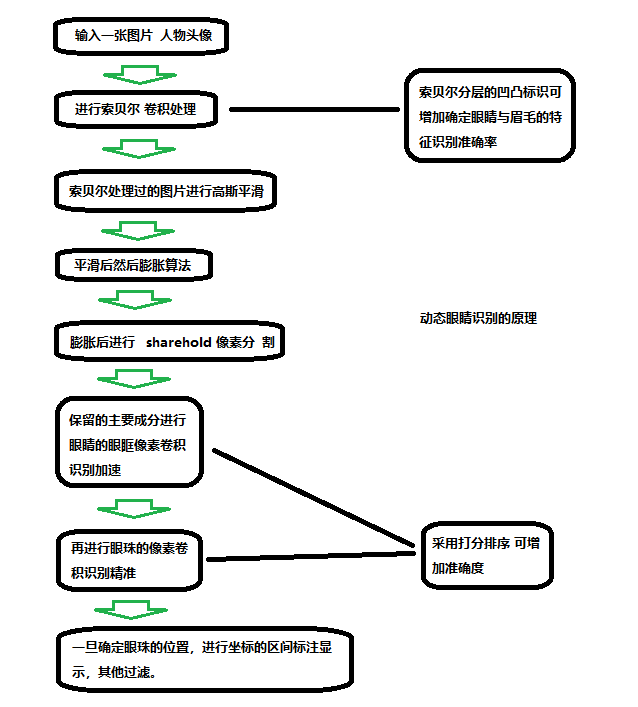 输入一张图片 人物头像
进行索贝尔 卷积处理
索贝尔分层的凹凸标识可
增加确定眼睛与眉毛的特
征识别准确率
索贝尔处理过的图片进行高斯平滑
平滑后然后膨胀算法
动态眼睛识别的原理
膨胀后进行 sharehold 像素分 割
保留的主要成分进行
眼睛的眼眶像素卷积
识别加速
再进行眼珠的像素卷
积识别精准
采用打分排序 可增
加准确度
一旦确定眼珠的位置，进行坐标的区间标注显
示，其他过滤。